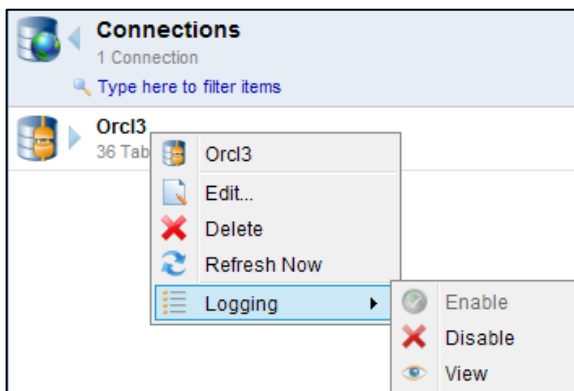 Connections
1 Connection
Type here to filter items
Orcl3
36 Tab
Orcl3
Edit...
Delete
Refresh Now
Logging
Enable
Disable
View